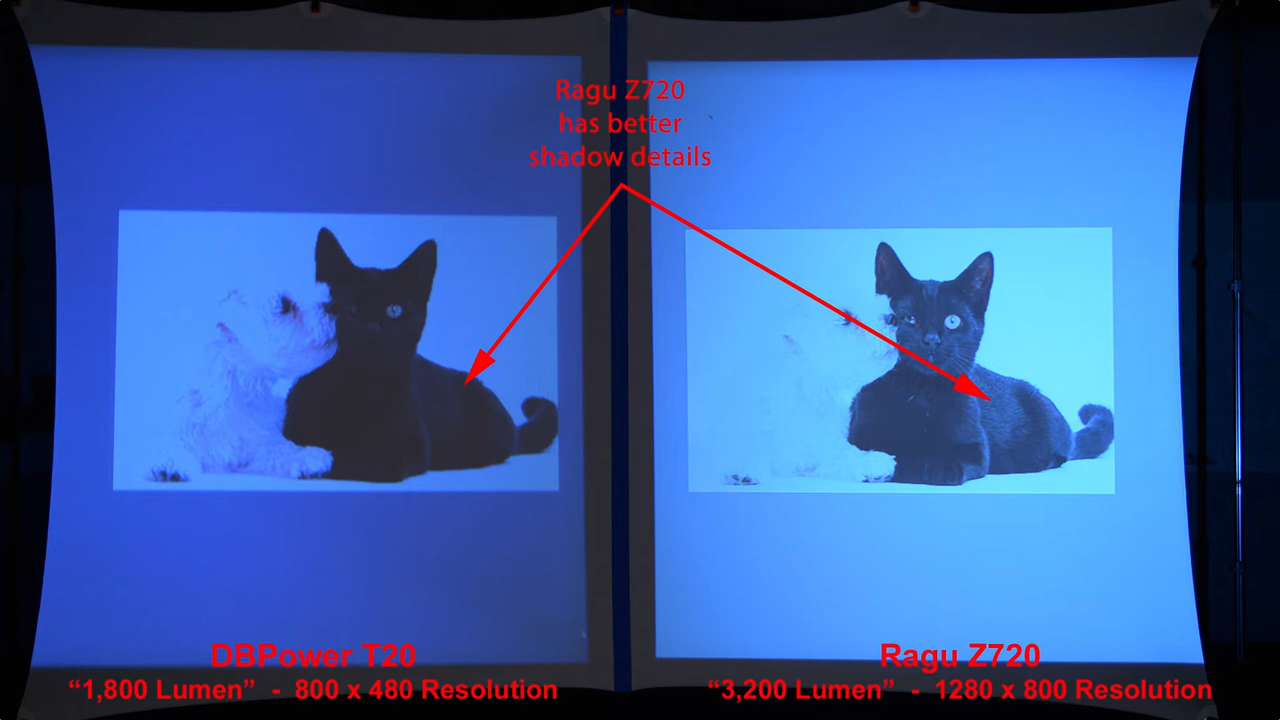 Ragu Z720
has better
shadow details
DBPower T20
“1,800 Lumen” - 800 x 480 Resolution
Ragu Z720
“3,200 Lumen” - 1280 x 800 Resolution